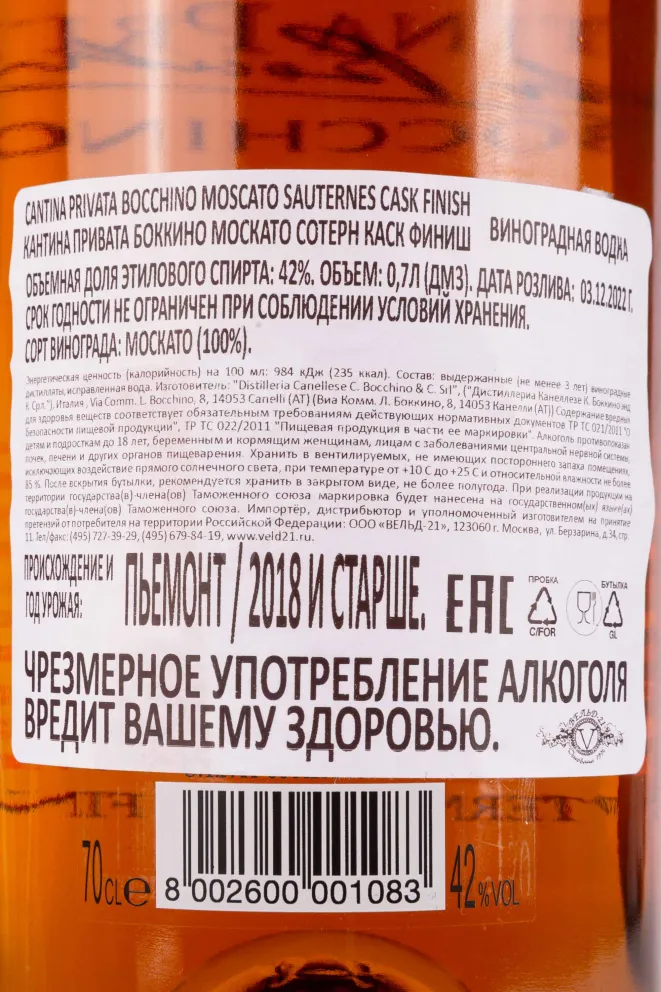 CANTINA PRIVATA BOCCHINO MOSCATO SAUTERNES CASK FINISH
КАНТИНА ПРИВАТА БОККИНО МОСКАТО СОТЕРН КАСК ФИНИШ
ВИНОГРАДНАЯ ВОДКА
ОБЪЕМНАЯ ДОЛЯ ЭТИЛОВОГО СПИРТА: 42%. ОБЪЕМ: 0,7Л (ДМ3). ДАТА РОЗЛИВА: 03.12.2022 Г.
СРОК ГОДНОСТИ НЕ ОГРАНИЧЕН ПРИ СОБЛЮДЕНИИ УСЛОВИЙ ХРАНЕНИЯ.
СОРТ ВИНОГРАДА: МОСКАТО (100%).
Энергетическая ценность (калорийность) на 100 мл: 984 кДж (235 ккал). Состав: выдержанные (не менее 3 лет) виноградные
дистилляты, исправленная вода. Изготовитель: "Distilleria Canellese C. Bocchino & C. Srl", ("Дистиллериа Канеллезе К. Боккино энд
К. Срл."). Италия, Via Comm. L. Bocchino, 8, 14053 Canelli (AT) (Виа Комм. Л. Боккино, 8, 14053 Канелли (АТ)) Содержание вредных
для здоровья веществ соответствует обязательным требованиям действующих нормативных документов ТР ТС 021/2011 "О
безопасности пищевой продукции", ТР ТС 022/2011 "Пищевая продукция в части ее маркировки". Алкоголь противопоказан
детям и подросткам до 18 лет, беременным и кормящим женщинам, лицам с заболеваниями центральной нервной системы,
почек, печени и других органов пищеварения. Хранить в вентилируемых, не имеющих постороннего запаха помещениях,
исключающих воздействие прямого солнечного света, при температуре от +10 С до +25 С и относительной влажности не более
85 %. После вскрытия бутылки, рекомендуется хранить в закрытом виде, не более полугода. При реализации продукции на
территории государства(в)-члена(ов) Таможенного союза маркировка будет нанесена на государственном(ых) языке(ах)
государства(в)-члена(ов) Таможенного союза. Импортёр, дистрибьютор и уполномоченный изготовителем на принятие
претензий от потребителя на территории Российской Федерации: ООО «ВЕЛЬД-21», 123060 г. Москва, ул. Берзарина, д.34, стр.
11. Тел/факс: (495) 727-39-29, (495) 679-84-19, www.veld21.ru.
ПРОИСХОЖДЕНИЕ И
ГОД УРОЖАЯ:
ПЬЕМОНТ / 2018 И СТАРШЕ.
EAC
ПРОБКА
C/FOR
БУТЫЛКА
GL
ЧРЕЗМЕРНОЕ УПОТРЕБЛЕНИЕ АЛКОГОЛЯ
ВРЕДИТ ВАШЕМУ ЗДОРОВЬЮ.
ВЕЛЬД-21
V
70CL e
8 002600 001083
42%VOL